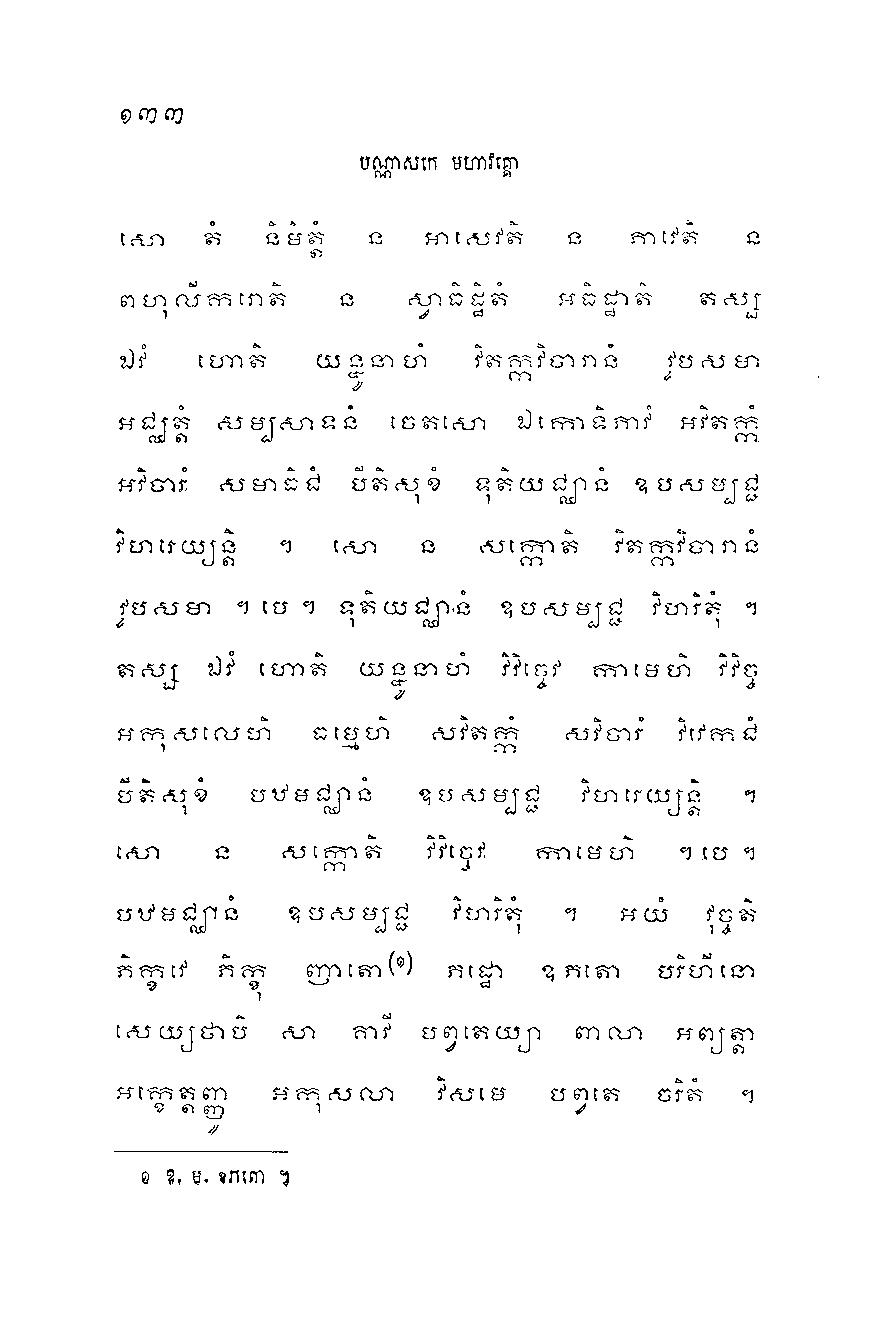 ១៣៣
បណ្ណាសកេ មហាវគ្គោ
សោ តំ និមិត្តំ ន អាសេវតិ ន ភាវេតិ ន
ពហុលីករោតិ ន ស្វាធិដ្ឋិតំ អធិដ្ឋាតិ តស្ស
ឯវំ ហោតិ យន្នូនាហំ វិតក្កវិចារានំ វូបសមា
អជ្ឈត្តំ សម្បសាទនំ ចេតសោ ឯកោទិភាវំ អវិតក្កំ
អវិចារំ សមាធិជំ បីតិសុខំ ទុតិយជ្ឈានំ ឧបសម្បជ្ជ
វិហរេយ្យន្តិ ។ សោ ន សក្កោតិ វិតក្កវិចារានំ
វូបសមា ។ បេ ។ ទុតិយជ្ឈានំ ឧបសម្បជ្ជ វិហរិតុំ ។
តស្ស ឯវំ ហោតិ យន្នូនាហំ វិវិច្ចេវ កាមេហិ វិវិច្ច
អកុសលេហិ ធម្មេហិ សវិតក្កំ សវិចារំ វិវេកជំ
បីតិសុខំ បឋមជ្ឈានំ ឧបសម្បជ្ជ វិហរេយ្យន្តិ ។
សោ ន សក្កោតិ វិវិច្ចេវ កាមេហិ ។ បេ ។
បឋមជ្ឈានំ ឧបសម្បជ្ជ វិហរិតុំ ។ អយំ វុច្ចតិ
ភិក្ខវេ ភិក្ខុ ញាតោ(១) ភដ្ឋោ ឧភតោ បរិហីនោ
សេយ្យថាបិ សា គាវី បព្វតេយ្យា ពាលា អព្យត្តា
អក្ខេត្តញ្ញូ អកុសលា វិសមេ បព្វតេ ចរិតុំ ។
១ ឱ. ម. ឧភតោ ។